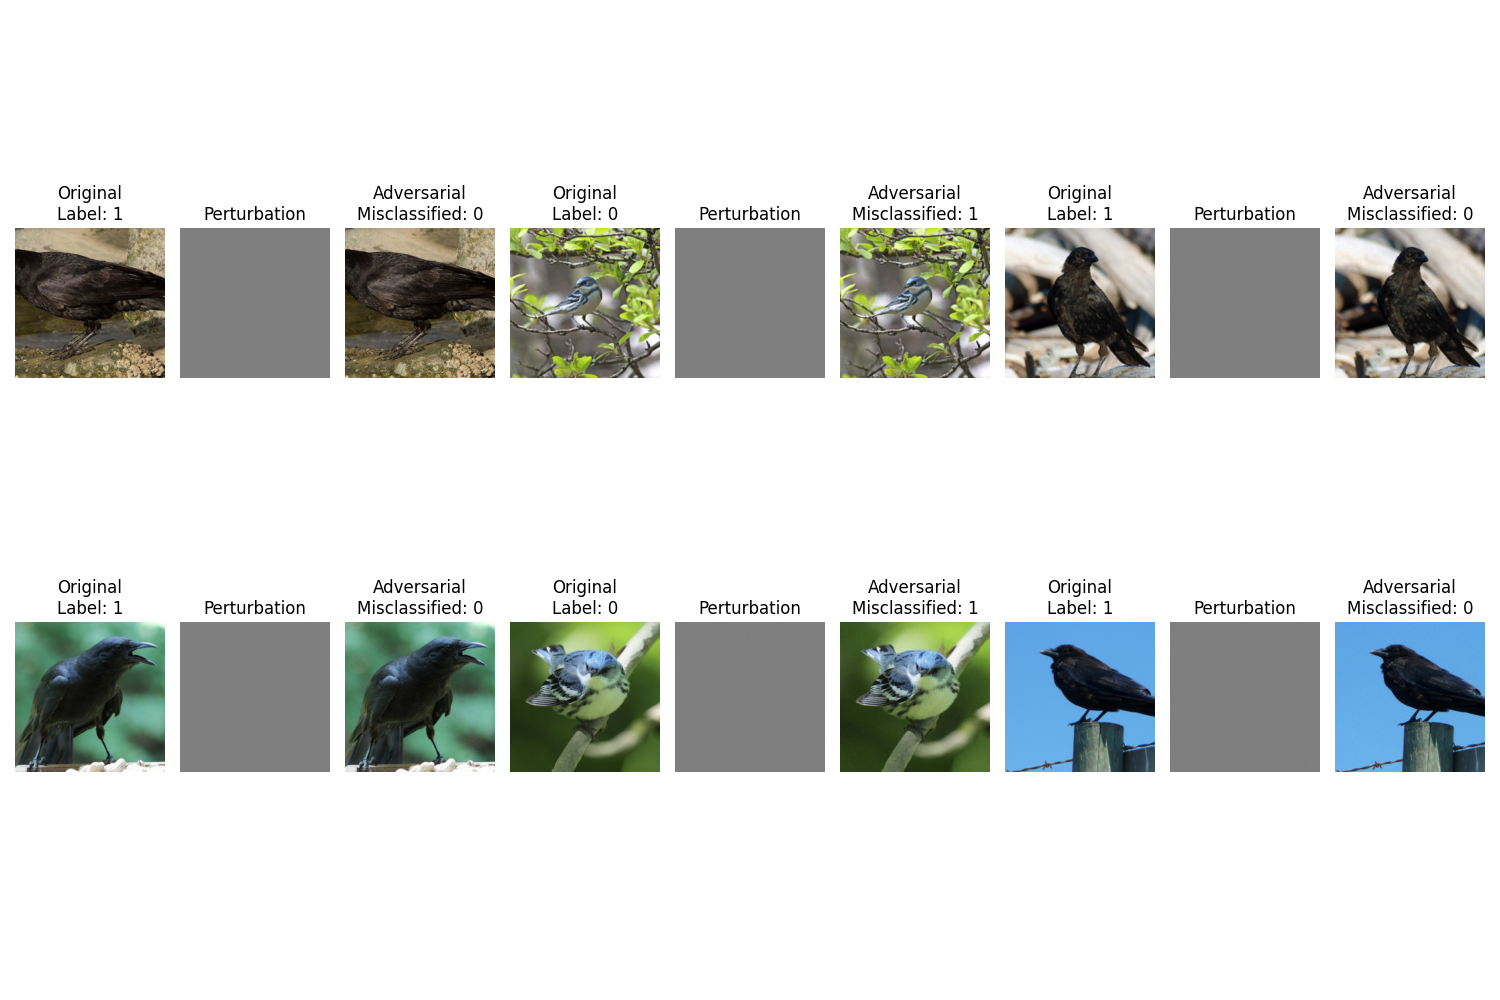 Original
Label: 1
Perturbation
Adversarial
Misclassified: 0
Original
Label: 0
Perturbation
Adversarial
Misclassified: 1
Original
Label: 1
Perturbation
Adversarial
Misclassified: 0
Original
Label: 1
Perturbation
Adversarial
Misclassified: 0
Original
Label: 0
Perturbation
Adversarial
Misclassified: 1
Original
Label: 1
Perturbation
Adversarial
Misclassified: 0